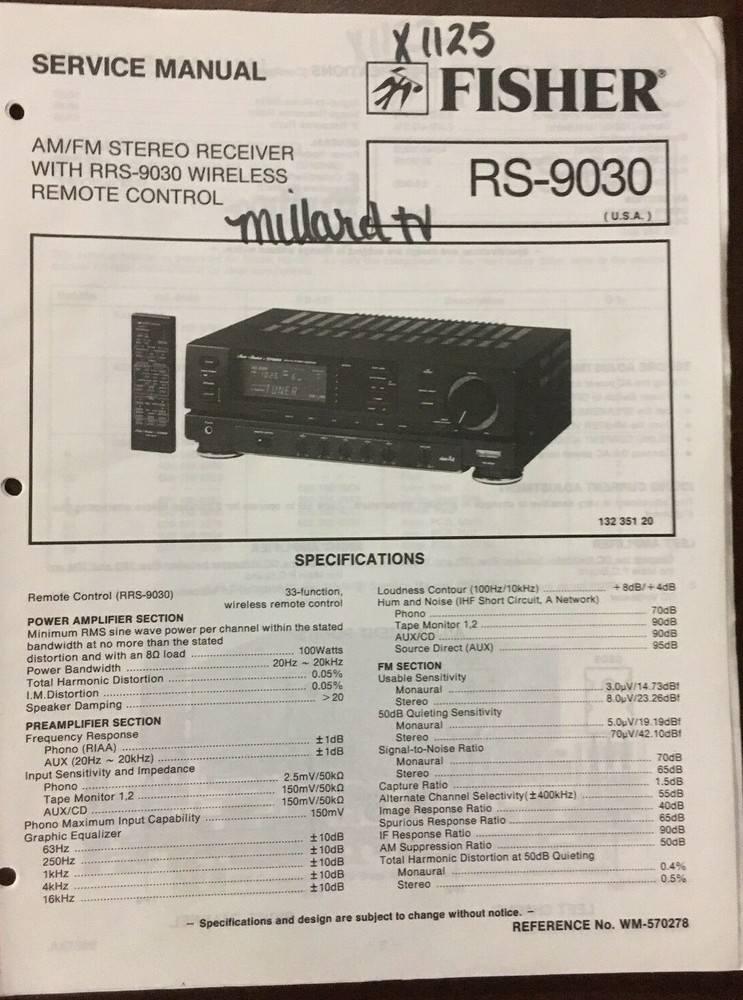 X 1125
SERVICE MANUAL
FISHER®
AM/FM STEREO RECEIVER
WITH RRS-9030 WIRELESS
REMOTE CONTROL
RS-9030
(U.S.A.)
Millard tv
TUNER
132 351 20
SPECIFICATIONS
Remote Control (RRS-9030) 33-function,
wireless remote control
POWER AMPLIFIER SECTION
Minimum RMS sine wave power per channel within the stated
bandwidth at no more than the stated
distortion and with an 8Ω load 100Watts
Power Bandwidth 20Hz ~ 20kHz
Total Harmonic Distortion 0.05%
I.M.Distortion 0.05%
Speaker Damping >20
PREAMPLIFIER SECTION
Frequency Response
Phono (RIAA) ±1dB
AUX (20Hz ~ 20kHz) ±1dB
Input Sensitivity and Impedance
Phono 2.5mV/50kΩ
Tape Monitor 1,2 150mV/50kΩ
AUX/CD 150mV/50kΩ
Phono Maximum Input Capability 150mV
Graphic Equalizer
63Hz ±10dB
250Hz ±10dB
1kHz ±10dB
4kHz ±10dB
16kHz ±10dB
Loudness Contour (100Hz/10kHz) +8dB/+4dB
Hum and Noise (IHF Short Circuit, A Network)
Phono 70dB
Tape Monitor 1,2 90dB
AUX/CD 90dB
Source Direct (AUX) 95dB
FM SECTION
Usable Sensitivity
Monaural 3.0μV/14.73dBf
Stereo 8.0μV/23.26dBf
50dB Quieting Sensitivity
Monaural 5.0μV/19.19dBf
Stereo 70μV/42.10dBf
Signal-to-Noise Ratio
Monaural 70dB
Stereo 65dB
Capture Ratio 1.5dB
Alternate Channel Selectivity(±400kHz) 55dB
Image Response Ratio 40dB
Spurious Response Ratio 65dB
IF Response Ratio 90dB
AM Suppression Ratio 50dB
Total Harmonic Distortion at 50dB Quieting
Monaural 0.4%
Stereo 0.5%
– Specifications and design are subject to change without notice. –
REFERENCE No. WM-570278